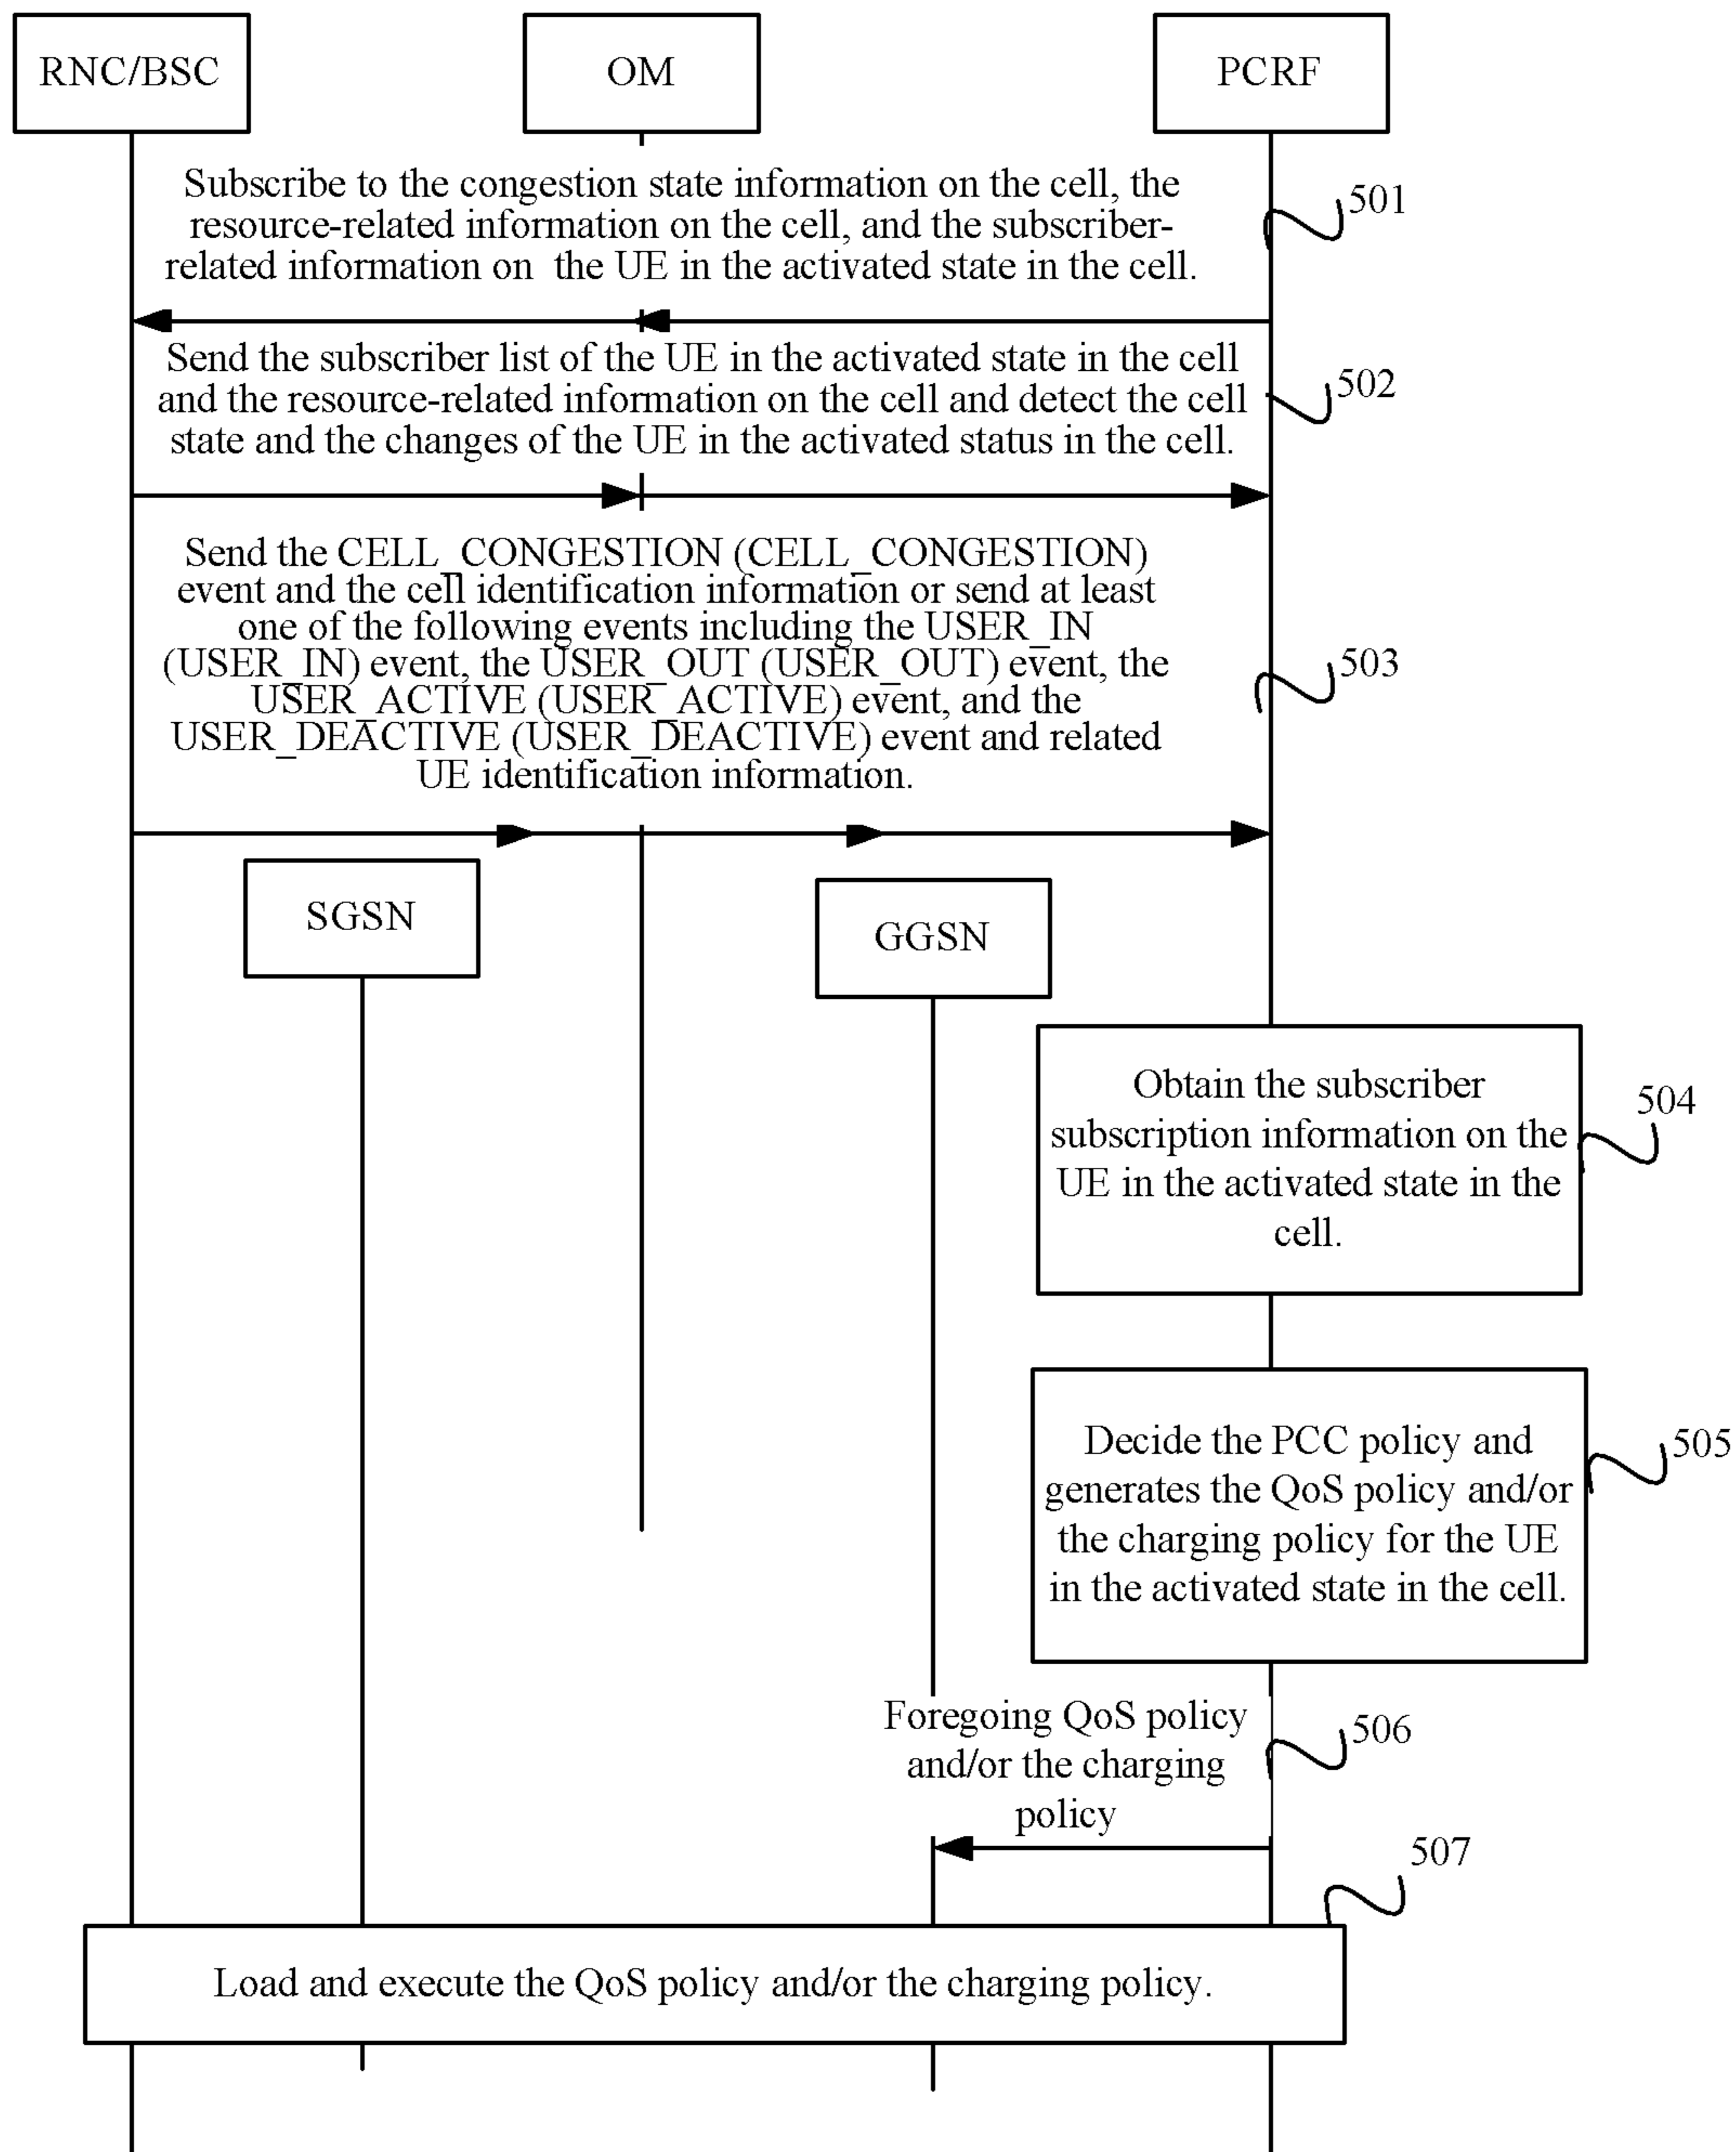 RNC/BSC
OM
PCRF
Subscribe to the congestion state information on the cell, the
resource-related information on the cell, and the subscriber-
related information on the UE in the activated state in the cell.
501
Send the subscriber list of the UE in the activated state in the cell
and the resource-related information on the cell and detect the cell
state and the changes of the UE in the activated status in the cell.
502
Send the CELL_CONGESTION (CELL_CONGESTION)
event and the cell identification information or send at least
one of the following events including the USER_IN
(USER_IN) event, the USER_OUT (USER_OUT) event, the
USER_ACTIVE (USER_ACTIVE) event, and the
USER_DEACTIVE (USER_DEACTIVE) event and related
UE identification information.
503
SGSN
GGSN
Obtain the subscriber
subscription information on the
UE in the activated state in the
cell.
504
Decide the PCC policy and
generates the QoS policy and/or
the charging policy for the UE
in the activated state in the cell.
505
Foregoing QoS policy
and/or the charging
policy
506
507
Load and execute the QoS policy and/or the charging policy.